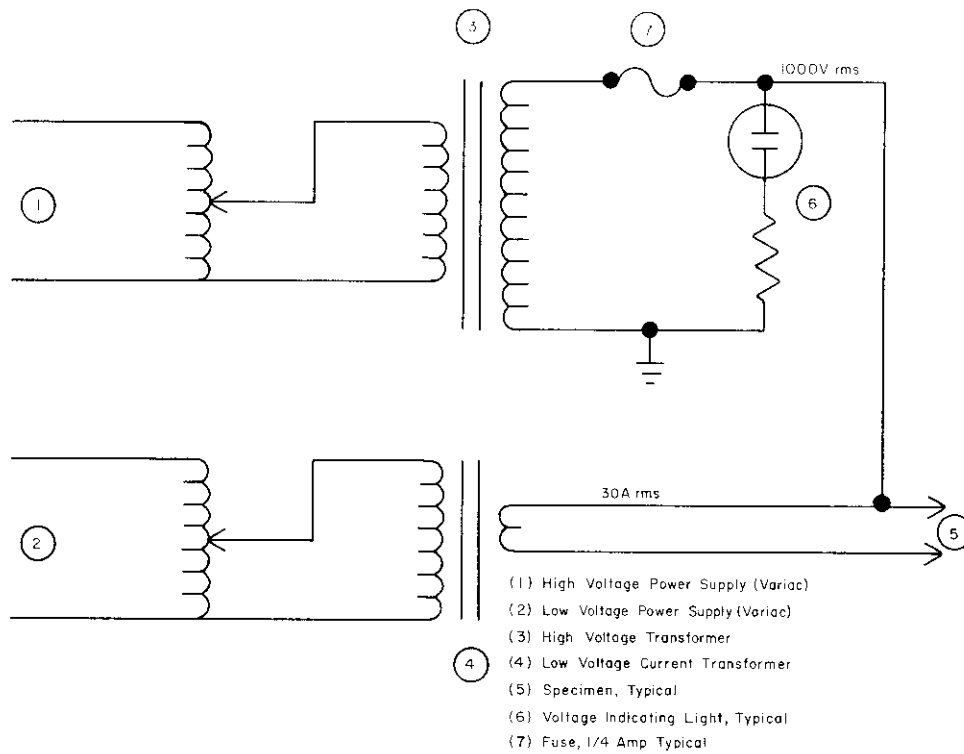 3
7
1000V rms
1
6
30A rms
2
5
4
(1) High Voltage Power Supply (Variac)
(2) Low Voltage Power Supply (Variac)
(3) High Voltage Transformer
(4) Low Voltage Current Transformer
(5) Specimen, Typical
(6) Voltage Indicating Light, Typical
(7) Fuse, 1/4 Amp Typical